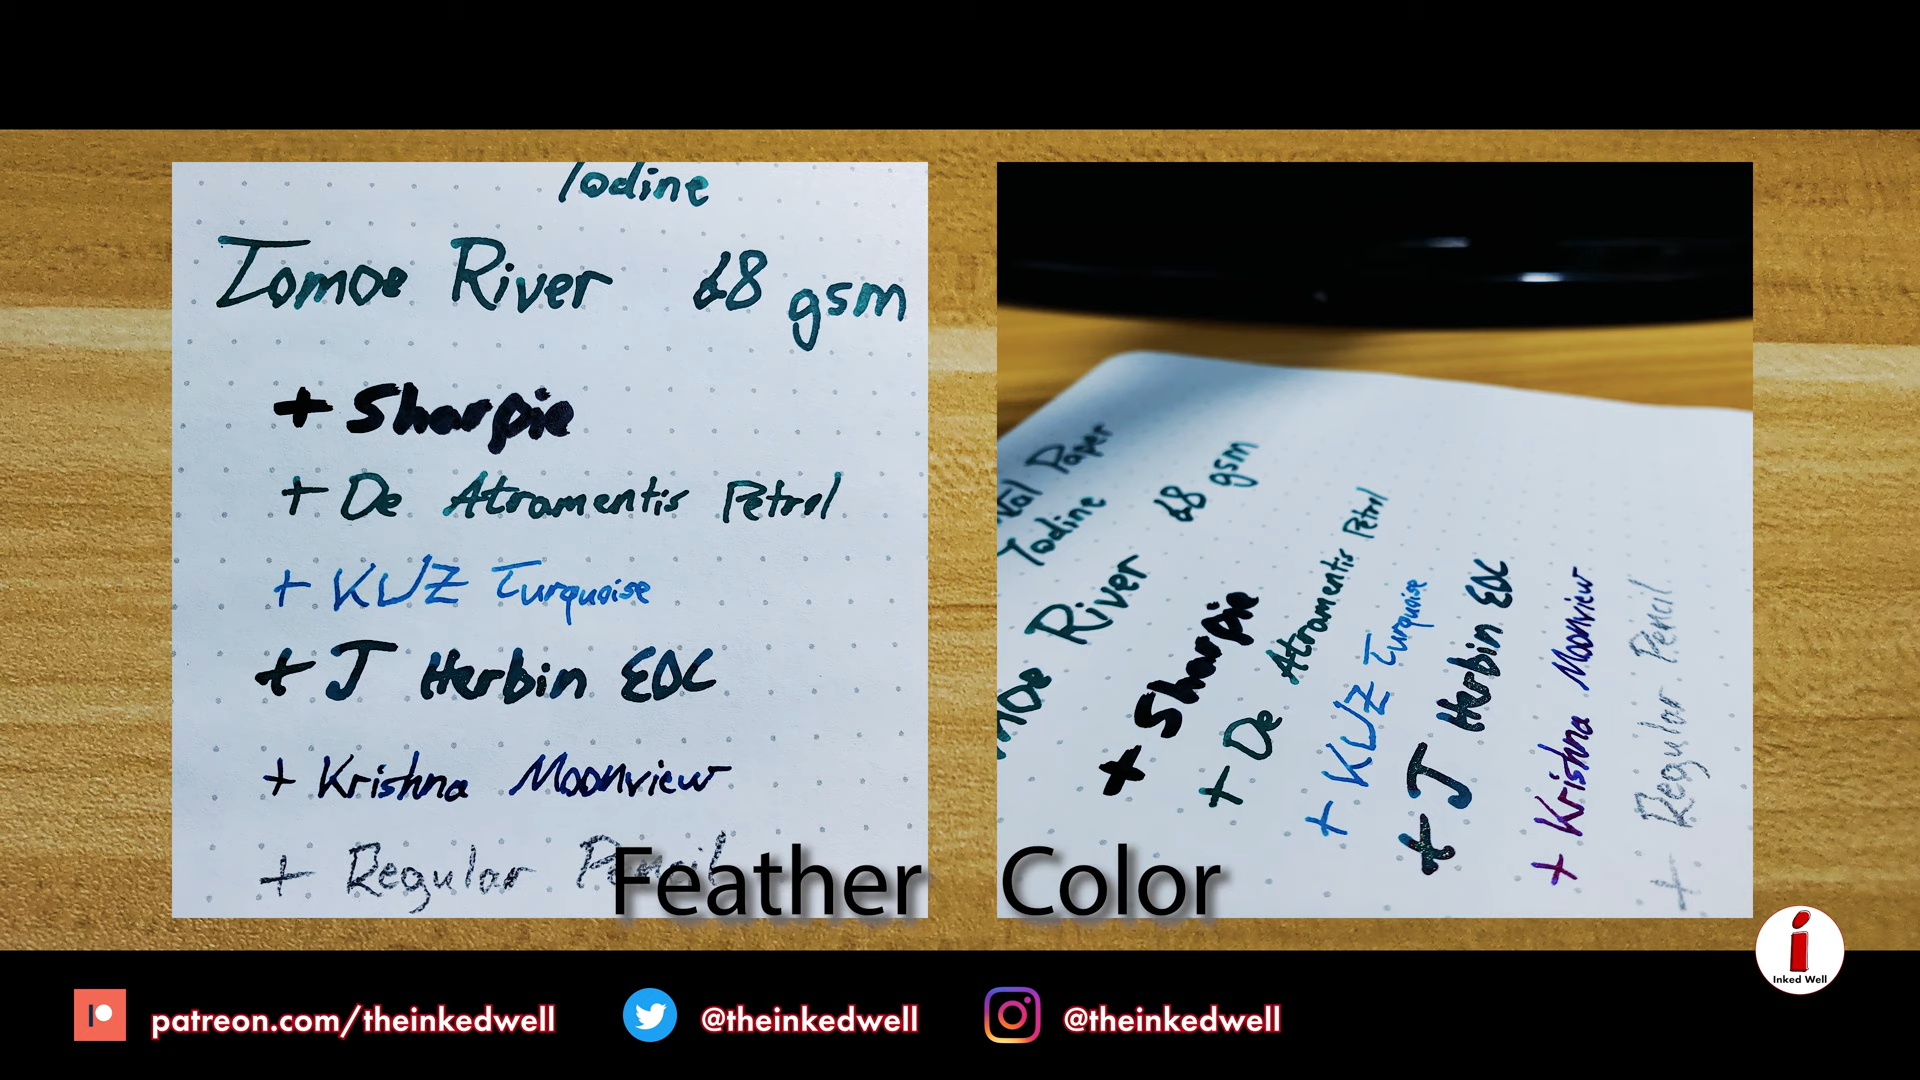 Iodine
Tomoe River 68 gsm
+ Sharpie
+ De Atramentis Petrol
+ KWZ Turquoise
+ J Herbin EDC
+ Krishna Moonview
+ Regular Pencil
Feather
Paper
Iodine
River 68 gsm
+ Sharpie
+ De Atramentis Petrol
+ KWZ Turquoise
+ J Herbin EDC
+ Krishna Moonview
+ Regular Pencil
Color
i
Inked Well
patreon.com/theinkedwell
@theinkedwell
@theinkedwell